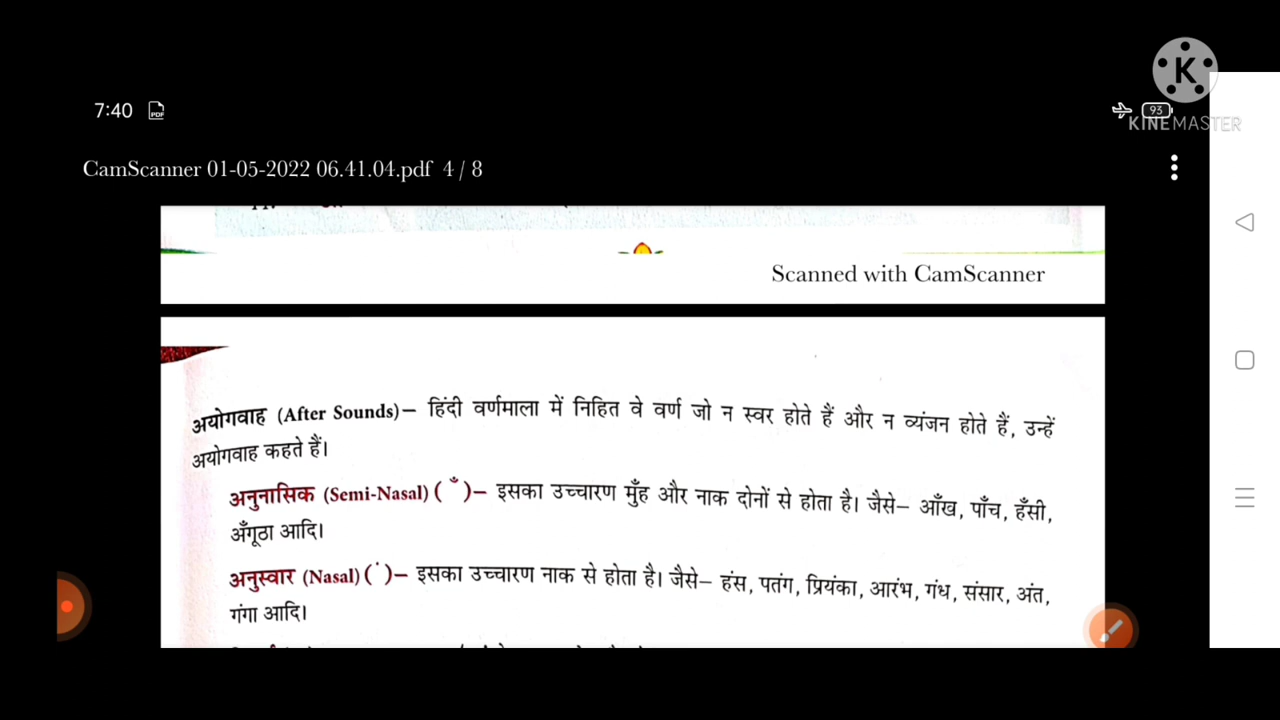 7:40
PDF
93
K
KINEMASTER
CamScanner 01-05-2022 06.41.04.pdf 4 / 8
Scanned with CamScanner
अयोगवाह (After Sounds)– हिंदी वर्णमाला में निहित वे वर्ण जो न स्वर होते हैं और न व्यंजन होते हैं, उन्हें
अयोगवाह कहते हैं।
अनुनासिक (Semi-Nasal) ( ँ )– इसका उच्चारण मुँह और नाक दोनों से होता है। जैसे– आँख, पाँच, हँसी,
अँगूठा आदि।
अनुस्वार (Nasal) ( ं )– इसका उच्चारण नाक से होता है। जैसे– हंस, पतंग, प्रियंका, आरंभ, गंध, संसार, अंत,
गंगा आदि।